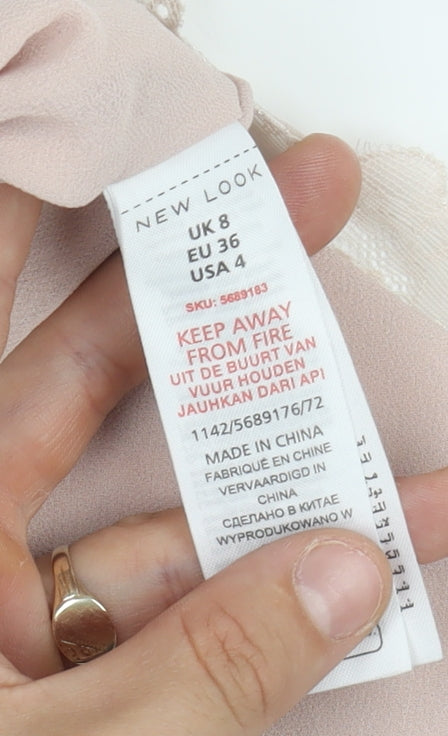 NEW LOOK
UK 8
EU 36
USA 4
SKU: 5689183
KEEP AWAY
FROM FIRE
UIT DE BUURT VAN
VUUR HOUDEN
JAUHKAN DARI API
1142/5689176/72
MADE IN CHINA
FABRIQUÉ EN CHINE
VERVAARDIGD IN
CHINA
СДЕЛАНО В КИТАЕ
WYPRODUKOWANO W